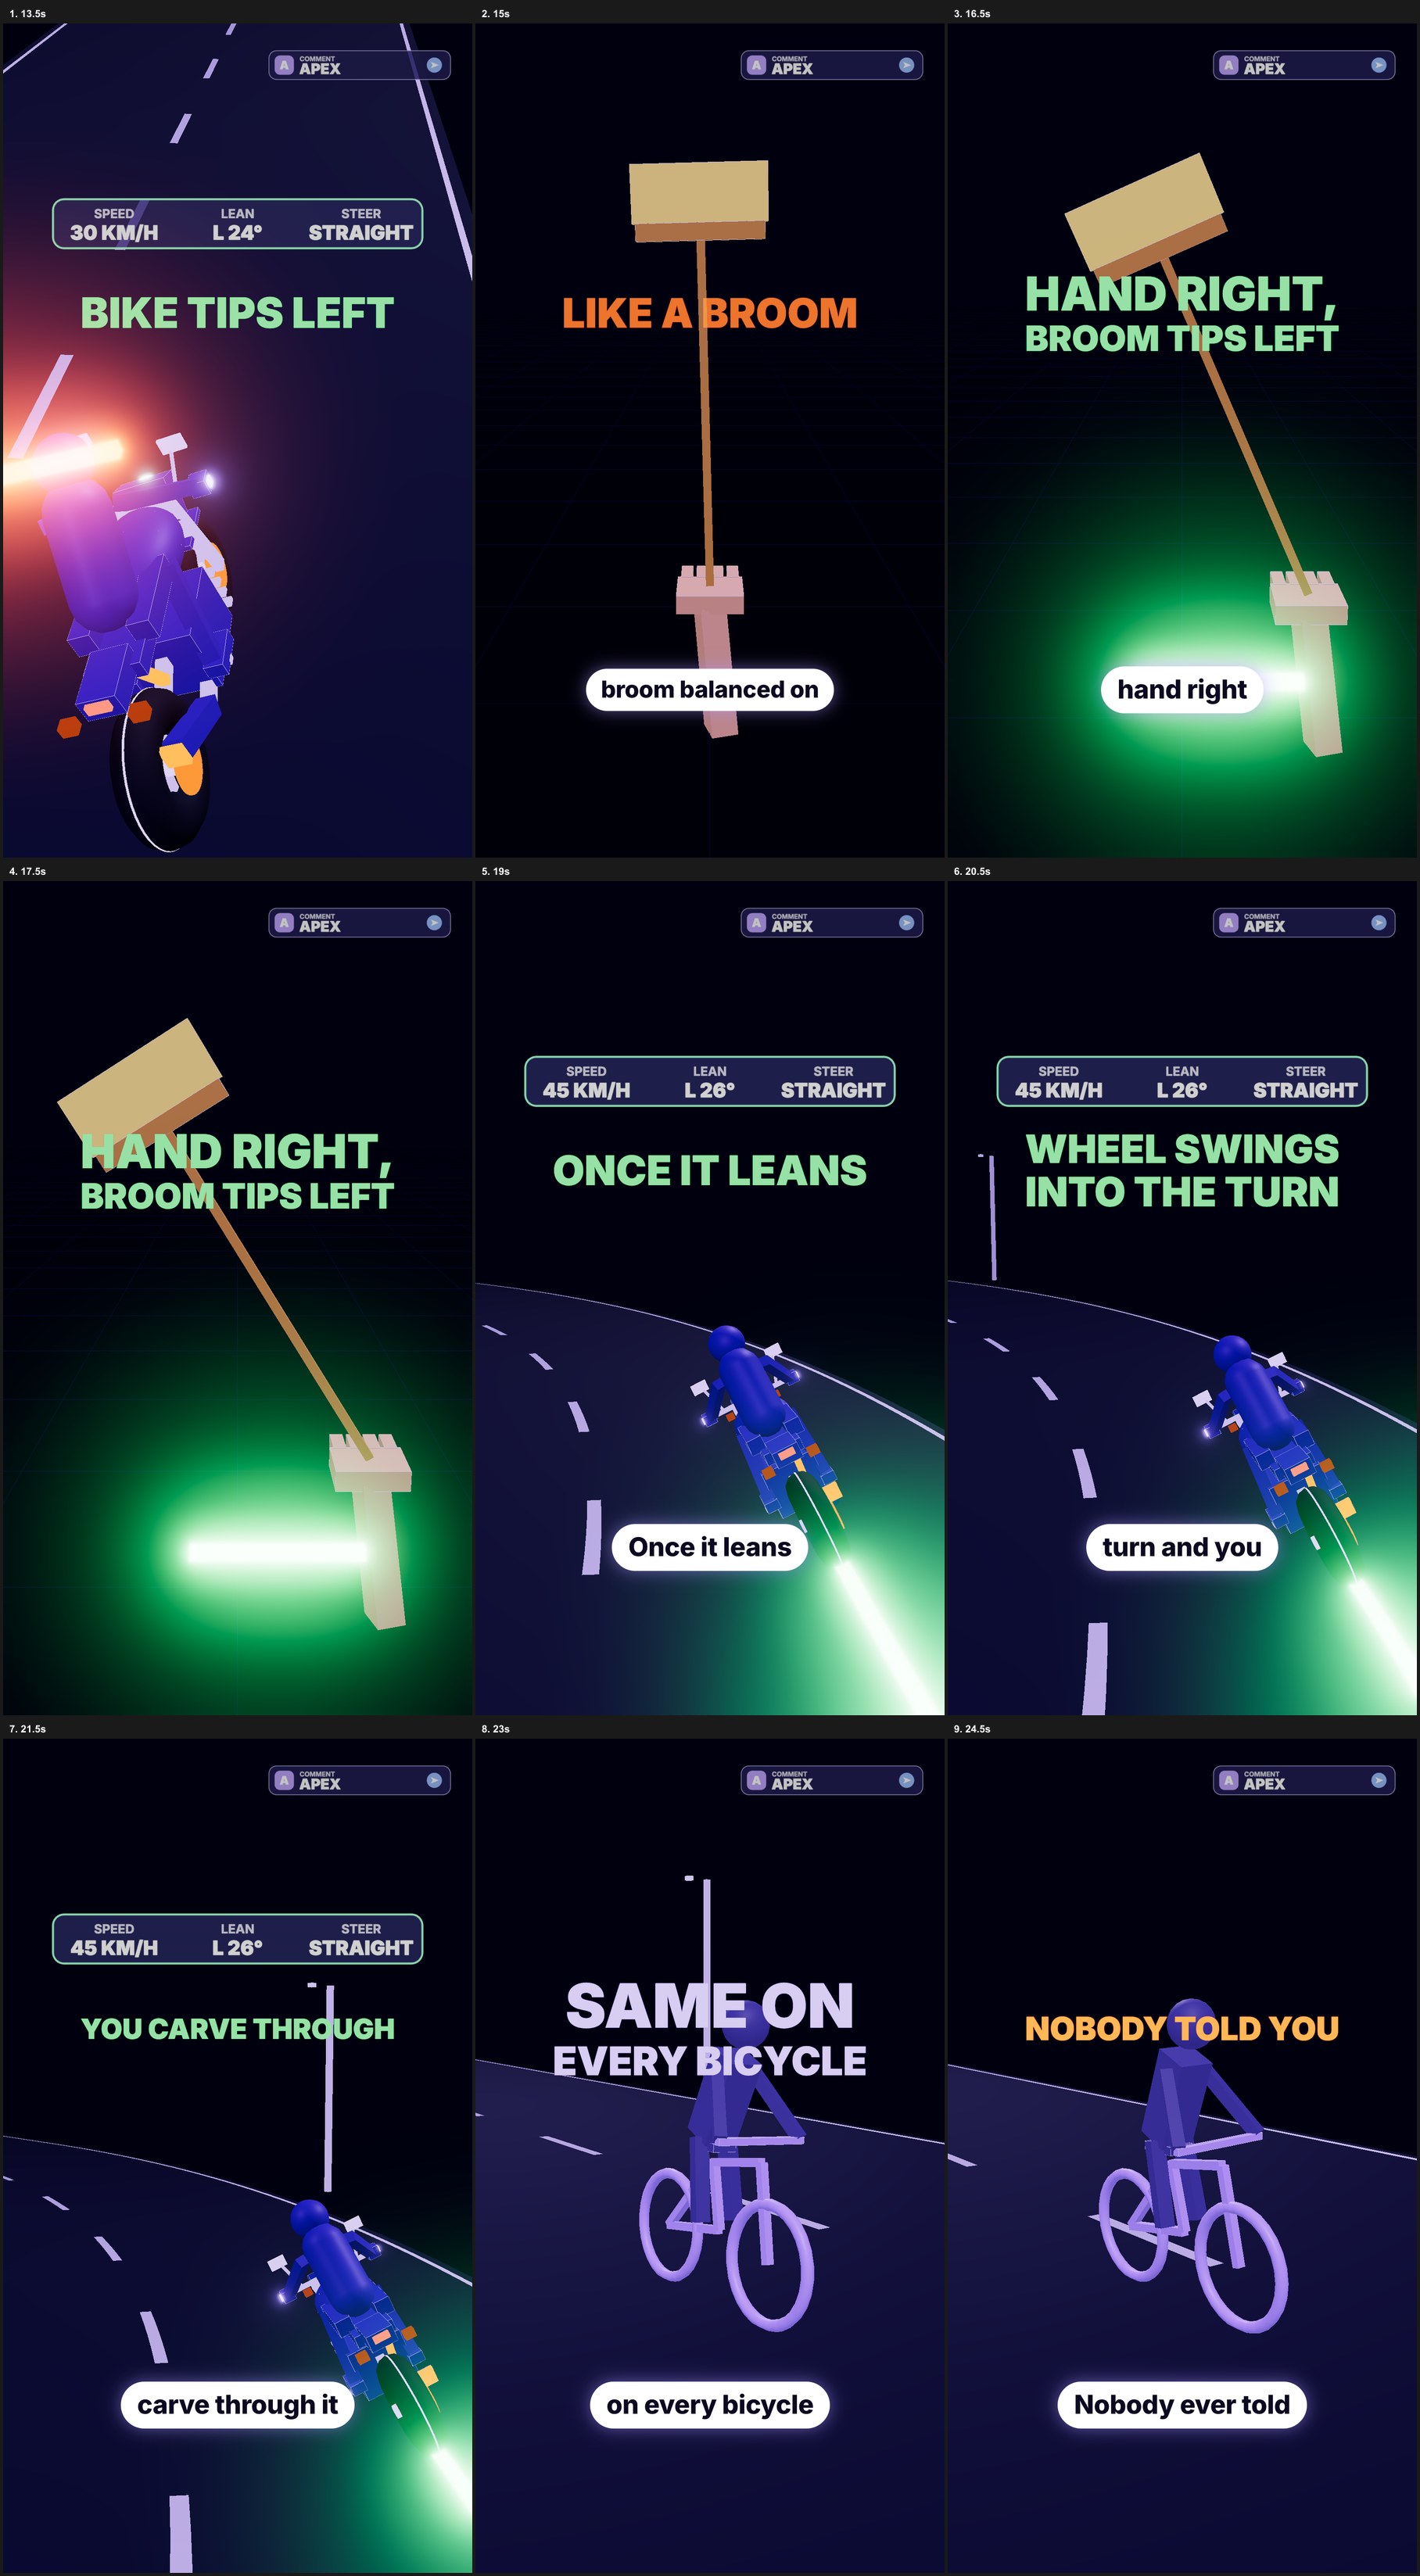 1. 13.5s
A
COMMENT
APEX
SPEED LEAN STEER
30 KM/H L 24° STRAIGHT
BIKE TIPS LEFT
2. 15s
A
COMMENT
APEX
LIKE A BROOM
broom balanced on
3. 16.5s
A
COMMENT
APEX
HAND RIGHT,
BROOM TIPS LEFT
hand right
4. 17.5s
A
COMMENT
APEX
HAND RIGHT,
BROOM TIPS LEFT
5. 19s
A
COMMENT
APEX
SPEED LEAN STEER
45 KM/H L 26° STRAIGHT
ONCE IT LEANS
Once it leans
6. 20.5s
A
COMMENT
APEX
SPEED LEAN STEER
45 KM/H L 26° STRAIGHT
WHEEL SWINGS
INTO THE TURN
turn and you
7. 21.5s
A
COMMENT
APEX
SPEED LEAN STEER
45 KM/H L 26° STRAIGHT
YOU CARVE THROUGH
carve through it
8. 23s
A
COMMENT
APEX
SAME ON
EVERY BICYCLE
on every bicycle
9. 24.5s
A
COMMENT
APEX
NOBODY TOLD YOU
Nobody ever told